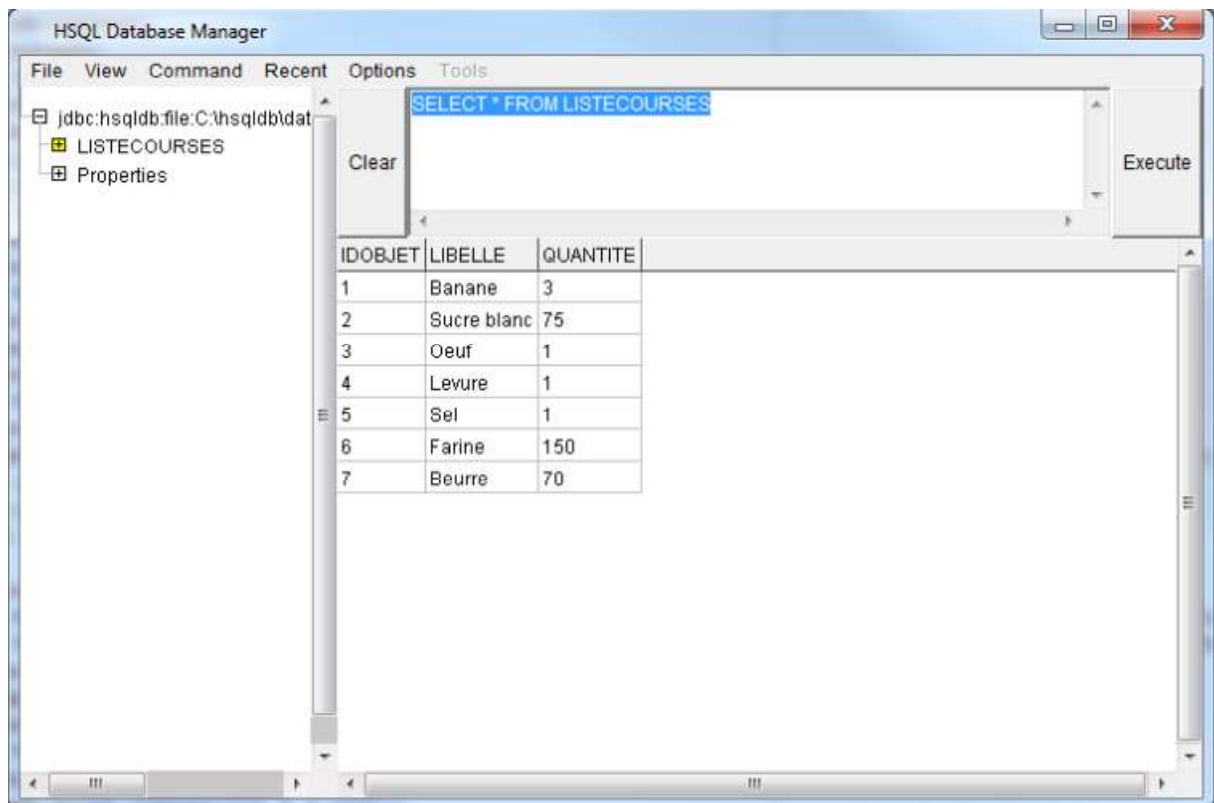 HSQL Database Manager
File View Command Recent Options Tools
jdbc:hsqldb:file:C:\hsqldb\dat
LISTECOURSES
Properties
Clear
SELECT * FROM LISTECOURSES
Execute
IDOBJET LIBELLE QUANTITE
1 Banane 3
2 Sucre blanc 75
3 Oeuf 1
4 Levure 1
5 Sel 1
6 Farine 150
7 Beurre 70